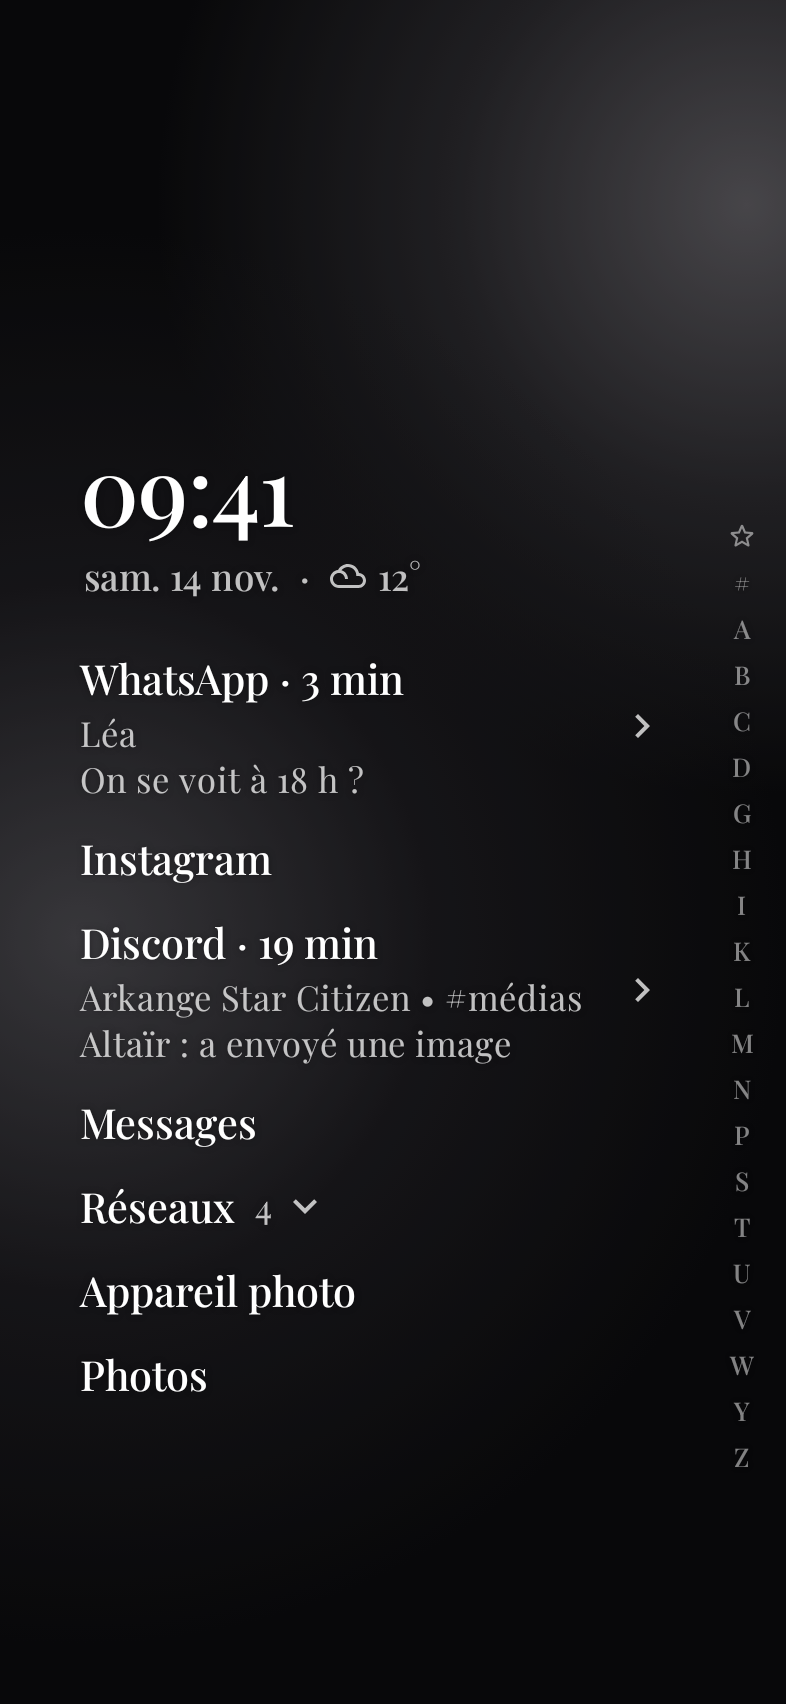 09:41
sam. 14 nov. · 12°
WhatsApp · 3 min
Léa
On se voit à 18 h ?
Instagram
Discord · 19 min
Arkange Star Citizen • #médias
Altaïr : a envoyé une image
Messages
Réseaux 4
Appareil photo
Photos
#
A
B
C
D
G
H
I
K
L
M
N
P
S
T
U
V
W
Y
Z